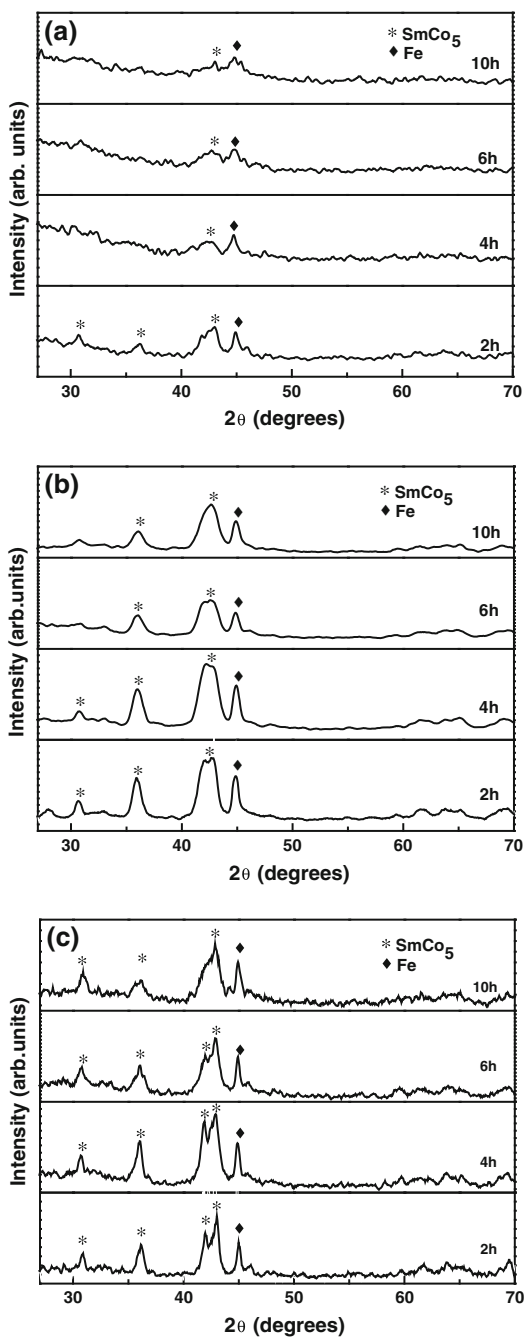 (a)
* SmCo5
♦ Fe
10h
* ♦
6h
* ♦
4h
* ♦
2h
* * * ♦
Intensity (arb. units)
30 40 50 60 70
2θ (degrees)
(b)
* SmCo5
♦ Fe
10h
* * ♦
6h
* * ♦
4h
* * * ♦
2h
* * * ♦
Intensity (arb.units)
30 40 50 60 70
2θ (degrees)
(c)
* SmCo5
♦ Fe
10h
* * * ♦
6h
* * * * ♦
4h
* * * * ♦
2h
* * * * ♦
Intensity (arb.units)
30 40 50 60 70
2θ (degrees)